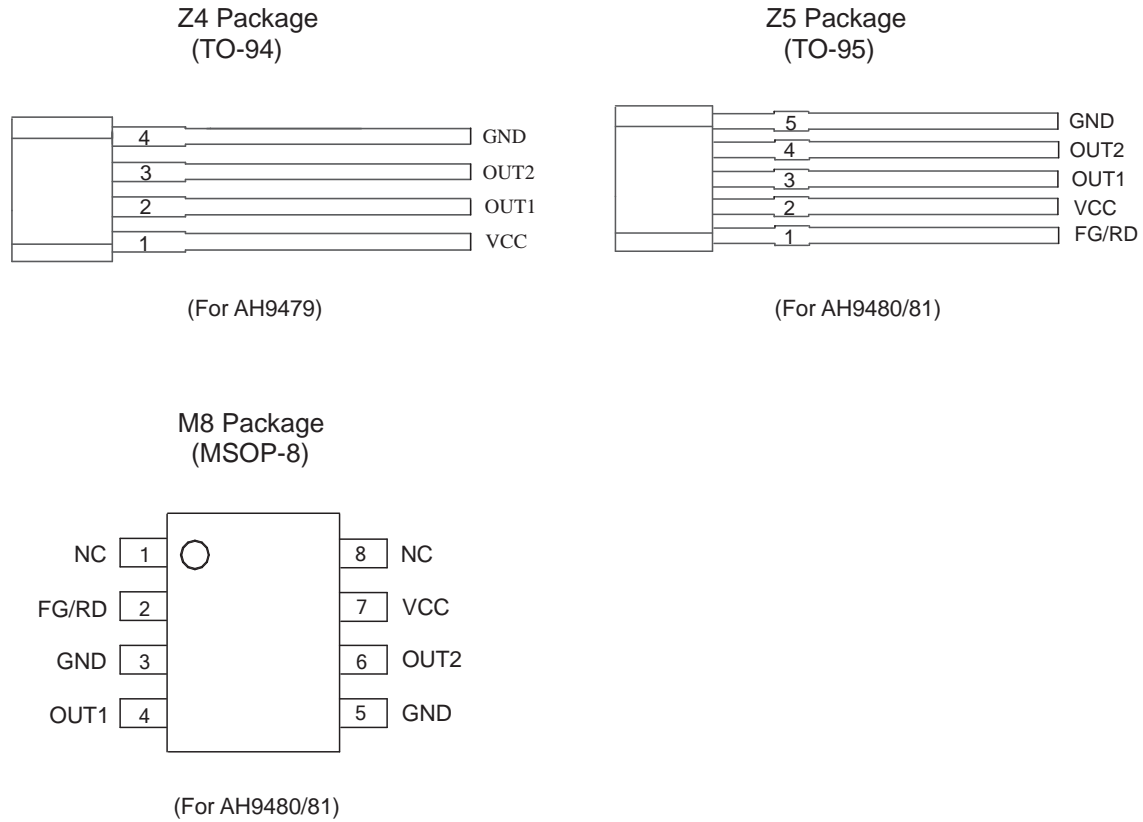 Z4 Package
(TO-94)
4 GND
3 OUT2
2 OUT1
1 VCC
(For AH9479)
Z5 Package
(TO-95)
5 GND
4 OUT2
3 OUT1
2 VCC
1 FG/RD
(For AH9480/81)
M8 Package
(MSOP-8)
NC 1 8 NC
FG/RD 2 7 VCC
GND 3 6 OUT2
OUT1 4 5 GND
(For AH9480/81)